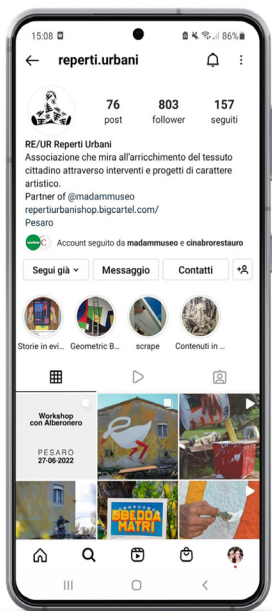 15:08
86%
reperti.urbani
76
803
157
post
follower
seguiti
RE/UR Reperti Urbani
Associazione che mira all'arricchimento del tessuto
cittadino attraverso interventi e progetti di carattere
artistico.
Partner of @madammuseo
repertiurbanishop.bigcartel.com/
Pesaro
Account seguito da madammuseo e cinabrorestauro
Segui già
Messaggio
Contatti
Storie in evi...
Geometric B...
scrape
Contenuti in ...
Workshop
con Alberonero
PESARO
27-06-2022
BBEDDA
MATRI